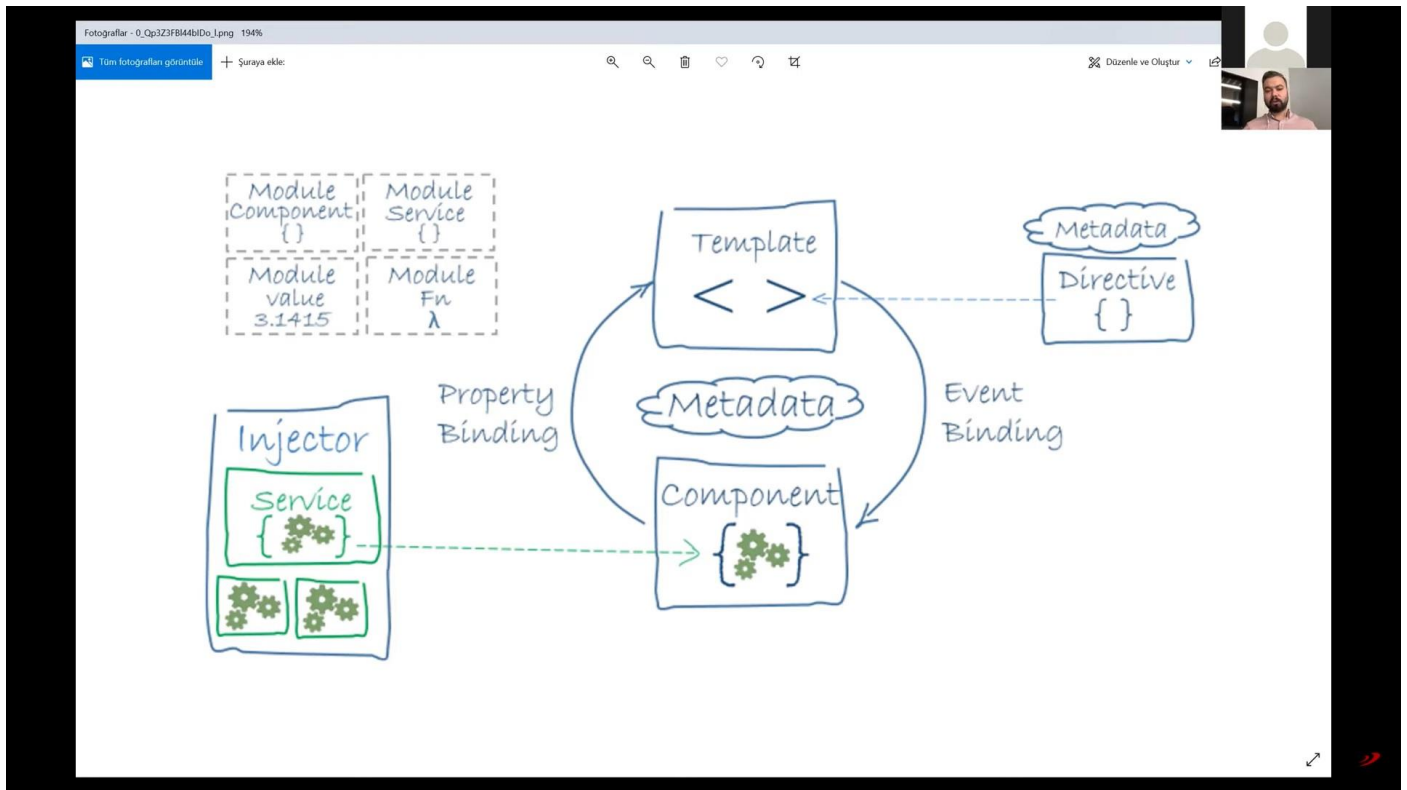 Fotoğraflar - 0_Qp3Z3FBl44blDo_l.png 194%
Tüm fotoğrafları görüntüle
Şuraya ekle:
Düzenle ve Oluştur
Module
Component
{ }
Module
Service
{ }
Module
value
3.1415
Module
Fn
λ
Template
< >
Metadata
Directive
{ }
Property
Binding
Metadata
Event
Binding
Injector
Service
{ }
Component
{ }